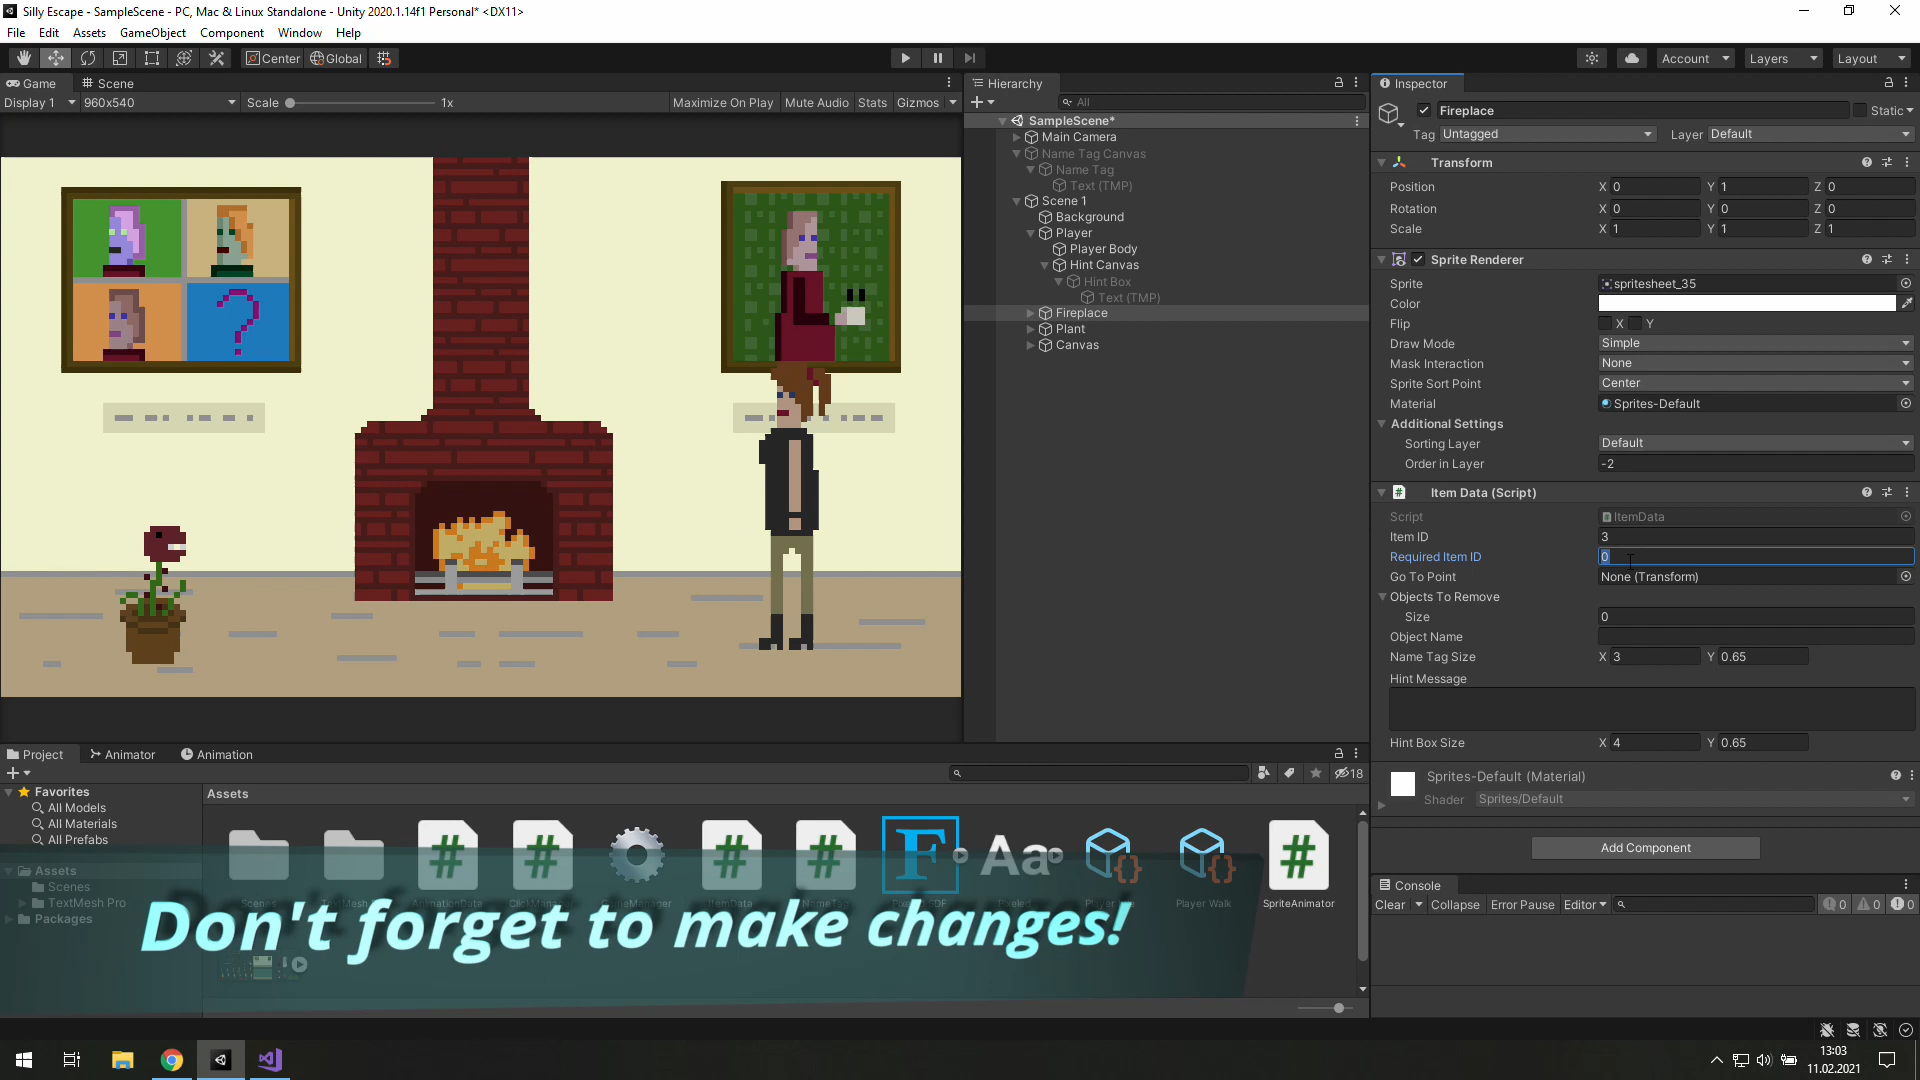 Silly Escape - SampleScene - PC, Mac & Linux Standalone - Unity 2020.1.14f1 Personal* <DX11>
File Edit Assets GameObject Component Window Help
Center Global Account Layers Layout
Game Scene
Display 1 960x540 Scale 1x Maximize On Play Mute Audio Stats Gizmos
Hierarchy
All
SampleScene*
Main Camera
Name Tag Canvas
Name Tag
Text (TMP)
Scene 1
Background
Player
Player Body
Hint Canvas
Hint Box
Text (TMP)
Fireplace
Plant
Canvas
Inspector
Fireplace Static
Tag Untagged Layer Default
Transform
Position X 0 Y 1 Z 0
Rotation X 0 Y 0 Z 0
Scale X 1 Y 1 Z 1
Sprite Renderer
Sprite spritesheet_35
Color
Flip X Y
Draw Mode Simple
Mask Interaction None
Sprite Sort Point Center
Material Sprites-Default
Additional Settings
Sorting Layer Default
Order in Layer -2
Item Data (Script)
Script ItemData
Item ID 3
Required Item ID 0
Go To Point None (Transform)
Objects To Remove
Size 0
Object Name
Name Tag Size X 3 Y 0.65
Hint Message
Hint Box Size X 4 Y 0.65
Sprites-Default (Material)
Shader Sprites/Default
Add Component
Project Animator Animation
18
Favorites
All Models
All Materials
All Prefabs
Assets
Scenes
TextMesh Pro
Packages
Assets
Player Walk SpriteAnimator
Don't forget to make changes!
Console
Clear Collapse Error Pause Editor 0 0 0
13:03
11.02.2021